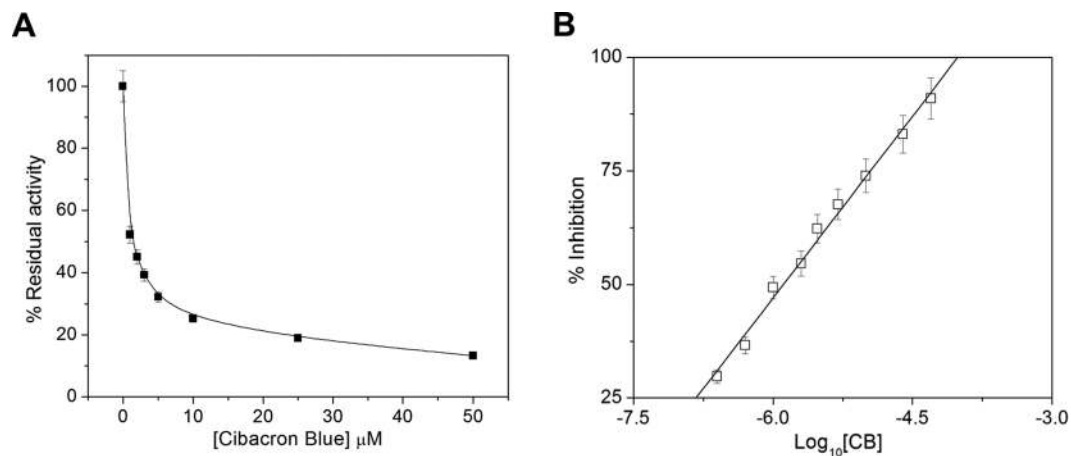 A
% Residual activity
100
80
60
40
20
0
0 10 20 30 40 50
[Cibacron Blue] μM
B
% Inhibition
100
75
50
25
-7.5 -6.0 -4.5 -3.0
Log₁₀[CB]